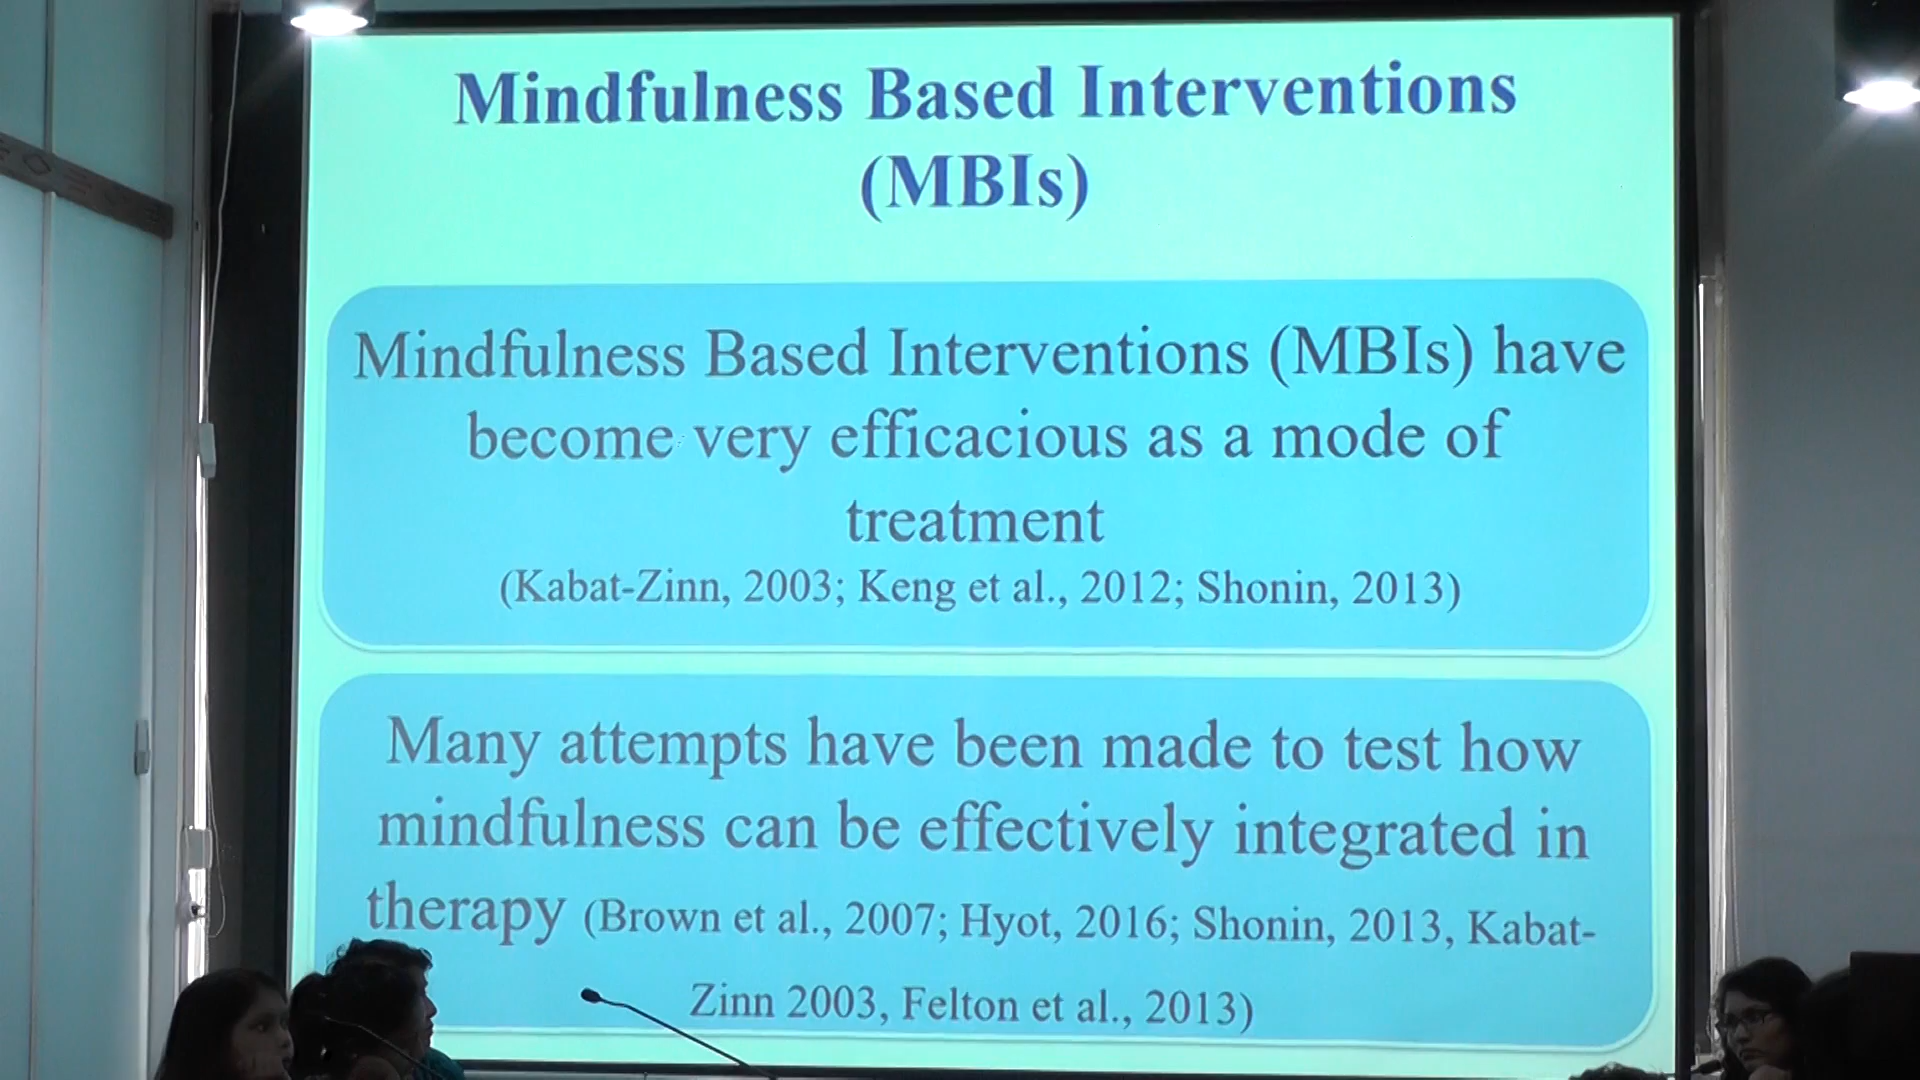 Mindfulness Based Interventions
(MBIs)
Mindfulness Based Interventions (MBIs) have
become very efficacious as a mode of
treatment
(Kabat-Zinn, 2003; Keng et al., 2012; Shonin, 2013)
Many attempts have been made to test how
mindfulness can be effectively integrated in
therapy (Brown et al., 2007; Hyot, 2016; Shonin, 2013, Kabat-
Zinn 2003, Felton et al., 2013)